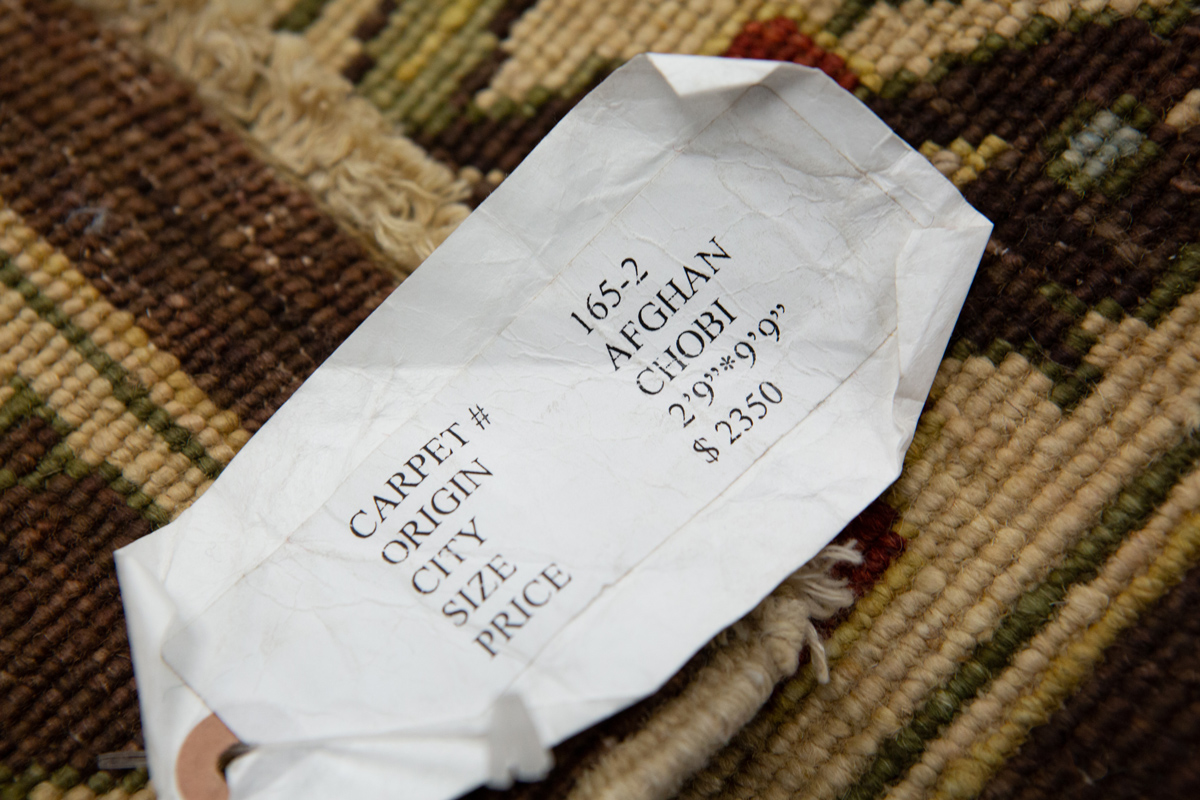 CARPET # 165-2
ORIGIN AFGHAN
CITY CHOBI
SIZE 2’9”*9’9”
PRICE $ 2350